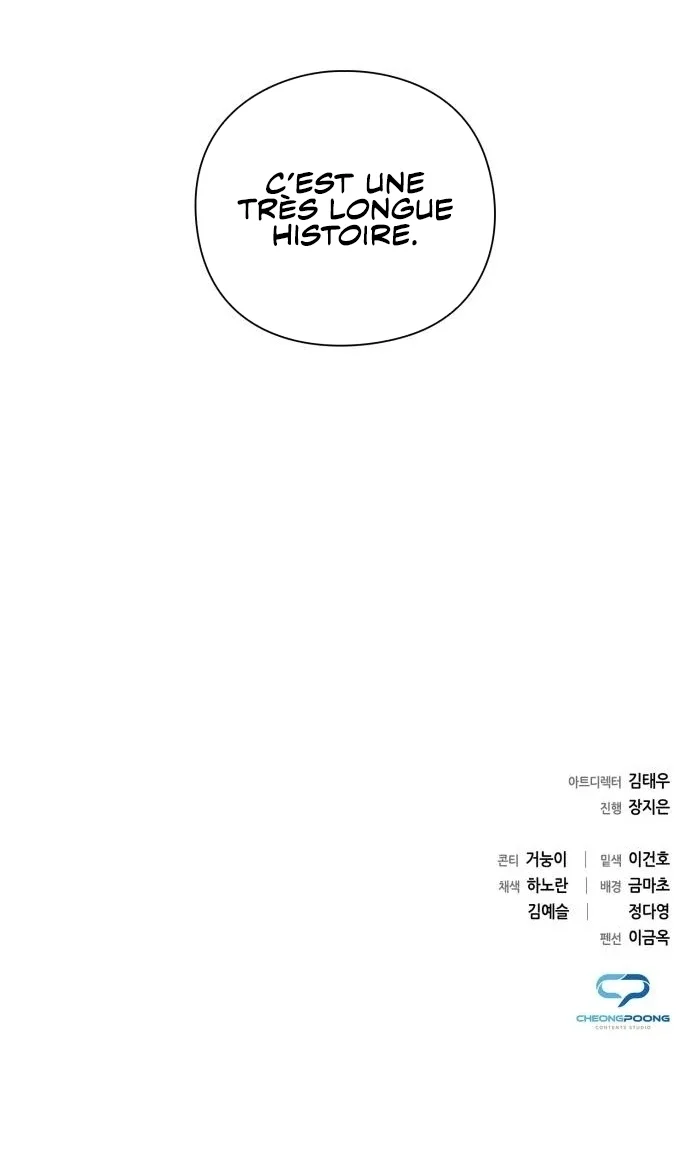 C'EST UNE
TRÈS LONGUE
HISTOIRE.
아트디렉터 김태우
진행 장지은
콘티 거눙이 | 밑색 이건호
채색 하노란 | 배경 금마초
김예슬 | 정다영
펜선 이금옥
CHEONGPOONG
CONTENTS STUDIO